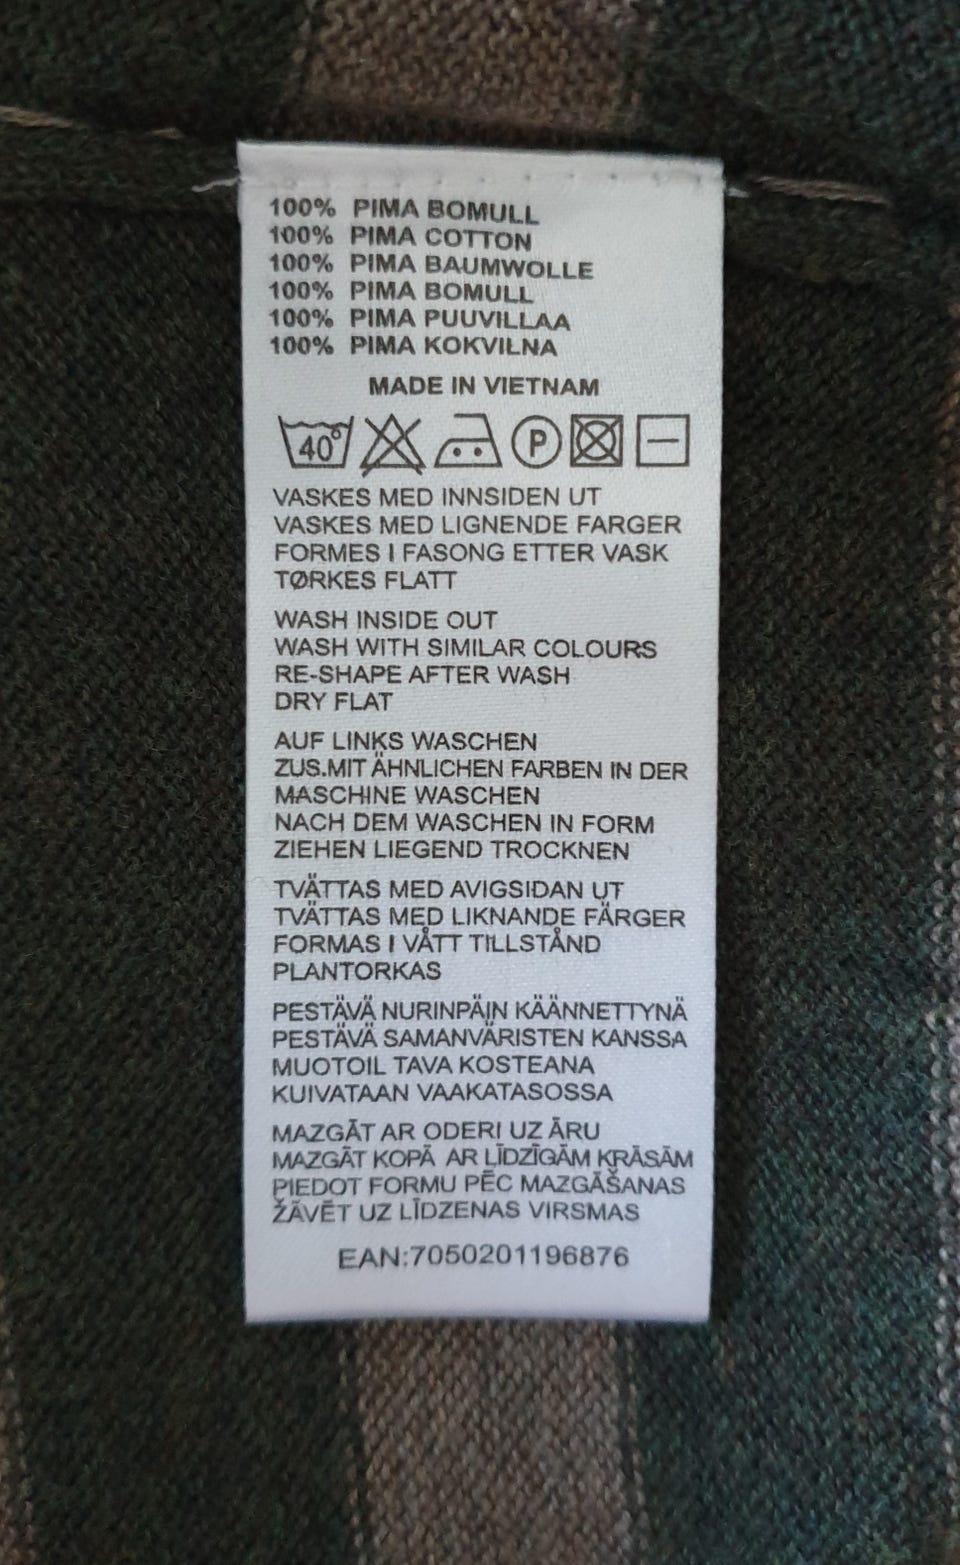 100% PIMA BOMULL
100% PIMA COTTON
100% PIMA BAUMWOLLE
100% PIMA BOMULL
100% PIMA PUUVILLAA
100% PIMA KOKVILNA
MADE IN VIETNAM
40° P
VASKES MED INNSIDEN UT
VASKES MED LIGNENDE FARGER
FORMES I FASONG ETTER VASK
TØRKES FLATT
WASH INSIDE OUT
WASH WITH SIMILAR COLOURS
RE-SHAPE AFTER WASH
DRY FLAT
AUF LINKS WASCHEN
ZUS.MIT ÄHNLICHEN FARBEN IN DER
MASCHINE WASCHEN
NACH DEM WASCHEN IN FORM
ZIEHEN LIEGEND TROCKNEN
TVÄTTAS MED AVIGSIDAN UT
TVÄTTAS MED LIKNANDE FÄRGER
FORMAS I VÅTT TILLSTÅND
PLANTORKAS
PESTÄVÄ NURINPÄIN KÄÄNNETTYNÄ
PESTÄVÄ SAMANVÄRISTEN KANSSA
MUOTOIL TAVA KOSTEANA
KUIVATAAN VAAKATASOSSA
MAZGĀT AR ODERI UZ ĀRU
MAZGĀT KOPĀ AR LĪDZĪGĀM KRĀSĀM
PIEDOT FORMU PĒC MAZGĀŠANAS
ŽĀVĒT UZ LĪDZENAS VIRSMAS
EAN:7050201196876